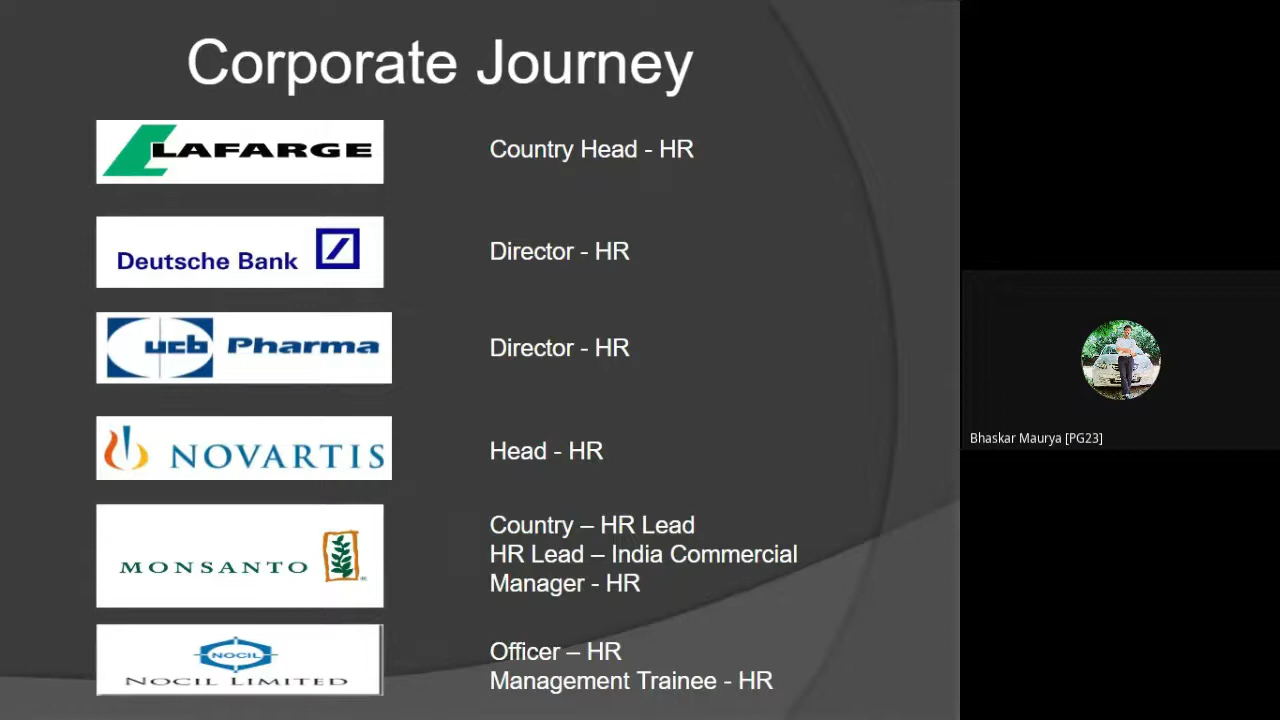 Corporate Journey
LAFARGE
Country Head - HR
Deutsche Bank
Director - HR
ucb Pharma
Director - HR
NOVARTIS
Head - HR
MONSANTO ®
Country – HR Lead
HR Lead – India Commercial
Manager - HR
NOCIL
NOCIL LIMITED
Officer – HR
Management Trainee - HR
Bhaskar Maurya [PG23]